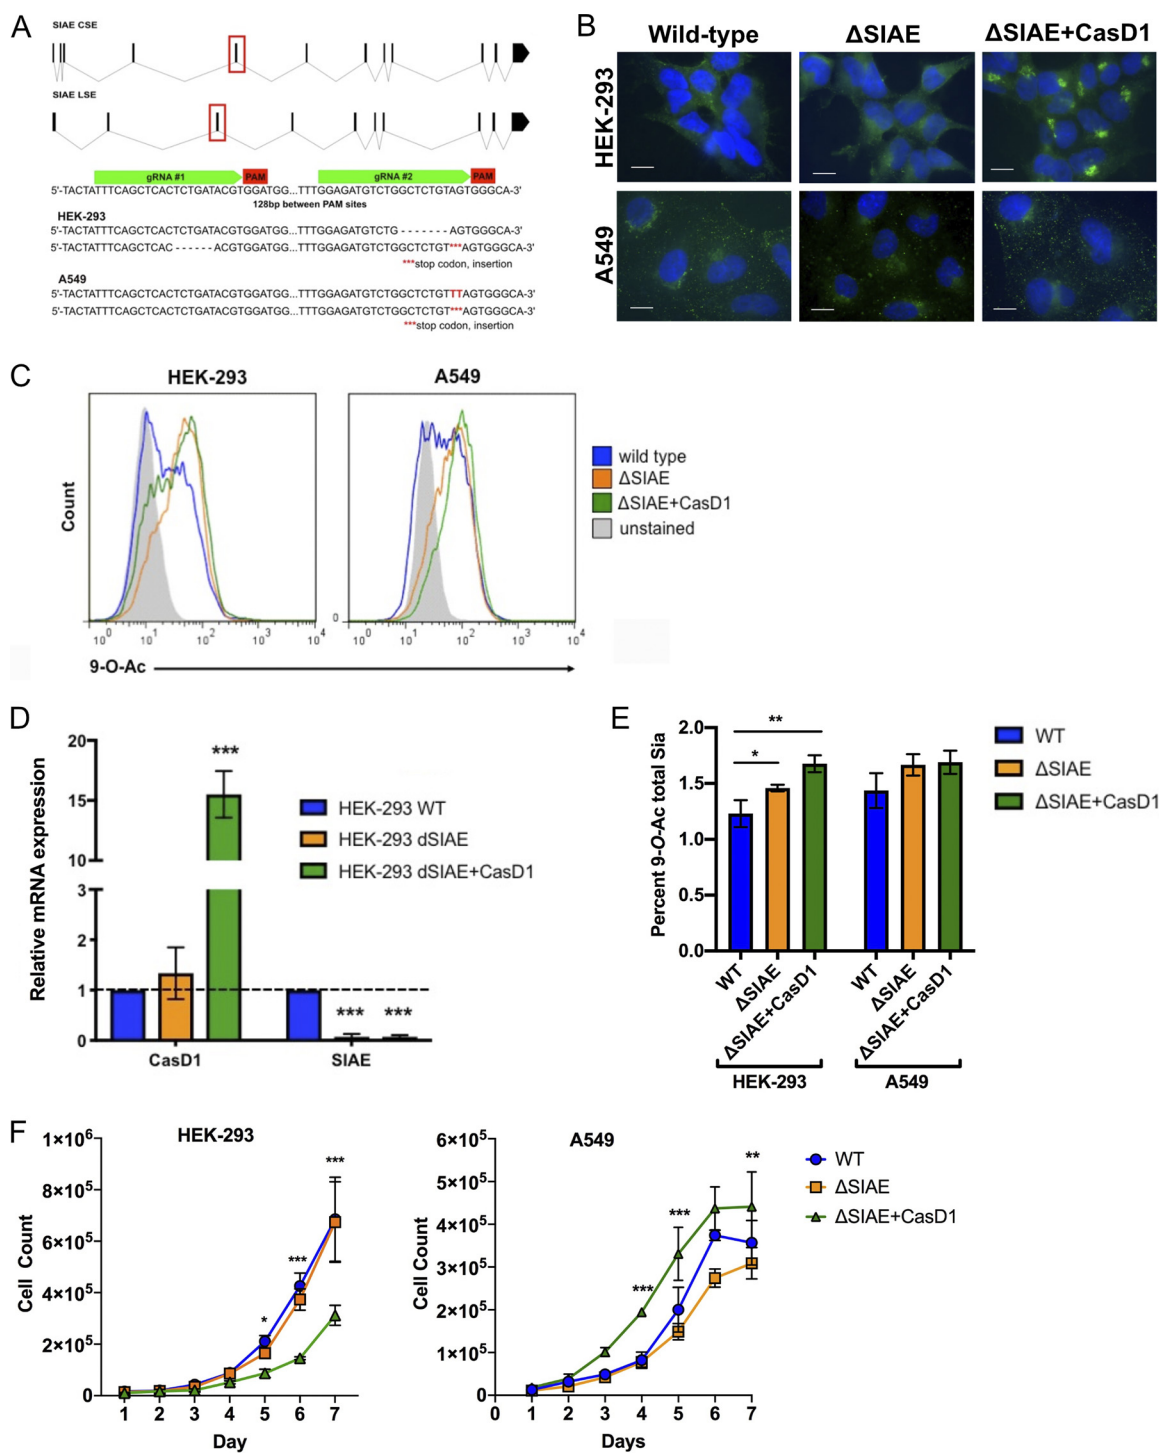 A
SIAE CSE
SIAE LSE
gRNA #1 PAM gRNA #2 PAM
5'-TACTATTTCAGCTCACTCTGATACGTGGATGG...TTTGGAGATGTCTGGCTCTGTAGTGGGCA-3'
128bp between PAM sites
HEK-293
5'-TACTATTTCAGCTCACTCTGATACGTGGATGG...TTTGGAGATGTCTG-------AGTGGGCA-3'
5'-TACTATTTCAGCTCAC------ACGTGGATGG...TTTGGAGATGTCTGGCTCTGT***AGTGGGCA-3'
***stop codon, insertion
A549
5'-TACTATTTCAGCTCACTCTGATACGTGGATGG...TTTGGAGATGTCTGGCTCTGTTTAGTGGGCA-3'
5'-TACTATTTCAGCTCACTCTGATACGTGGATGG...TTTGGAGATGTCTGGCTCTGT***AGTGGGCA-3'
***stop codon, insertion
B
Wild-type ΔSIAE ΔSIAE+CasD1
HEK-293
A549
C
HEK-293 A549
Count
0
10⁰ 10¹ 10² 10³ 10⁴
10⁰ 10¹ 10² 10³ 10⁴
9-O-Ac
wild type
ΔSIAE
ΔSIAE+CasD1
unstained
D
Relative mRNA expression
20
15
10
3
2
1
0
***
*** ***
CasD1 SIAE
HEK-293 WT
HEK-293 dSIAE
HEK-293 dSIAE+CasD1
E
Percent 9-O-Ac total Sia
2.0
1.5
1.0
0.5
0.0
**
*
WT ΔSIAE ΔSIAE+CasD1 WT ΔSIAE ΔSIAE+CasD1
HEK-293 A549
WT
ΔSIAE
ΔSIAE+CasD1
F
HEK-293
Cell Count
1×10⁶
8×10⁵
6×10⁵
4×10⁵
2×10⁵
0
* *** ***
1 2 3 4 5 6 7
Day
A549
Cell Count
6×10⁵
5×10⁵
4×10⁵
3×10⁵
2×10⁵
1×10⁵
0
*** *** **
0 1 2 3 4 5 6 7
Days
WT
ΔSIAE
ΔSIAE+CasD1